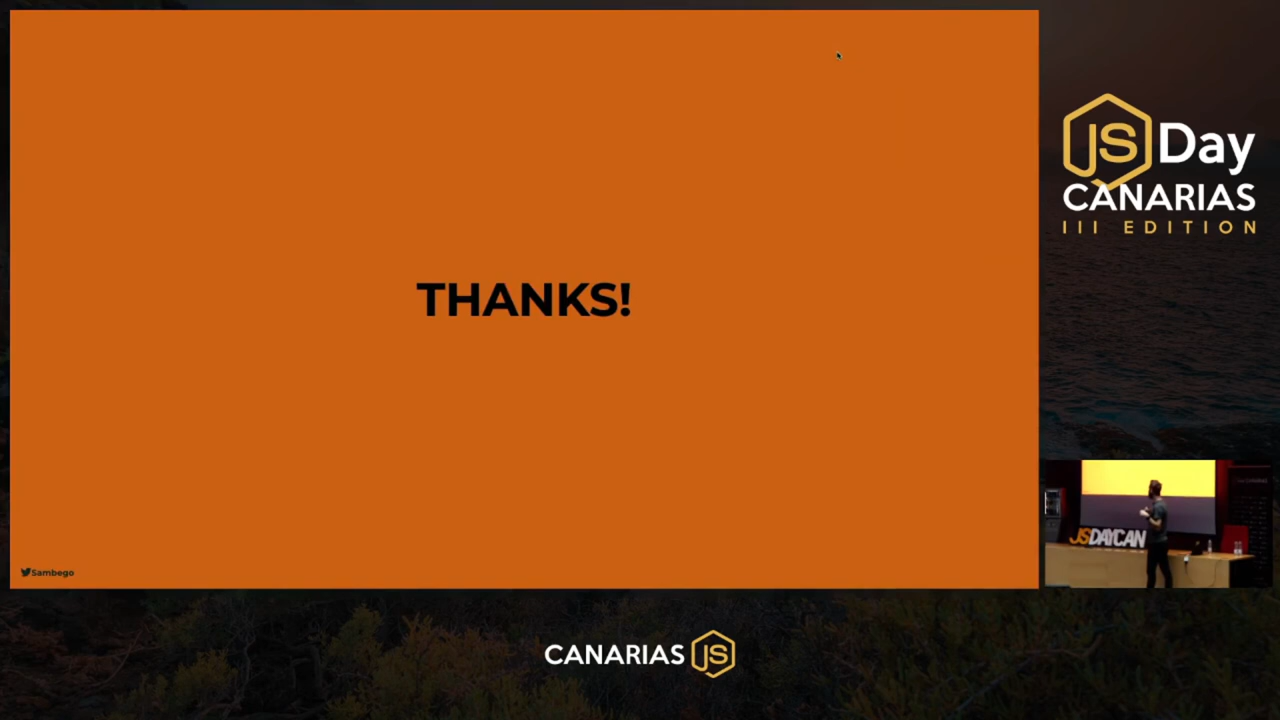 THANKS!
Sambego
JS Day
CANARIAS
III EDITION
JSDAYCAN
CANARIAS JS